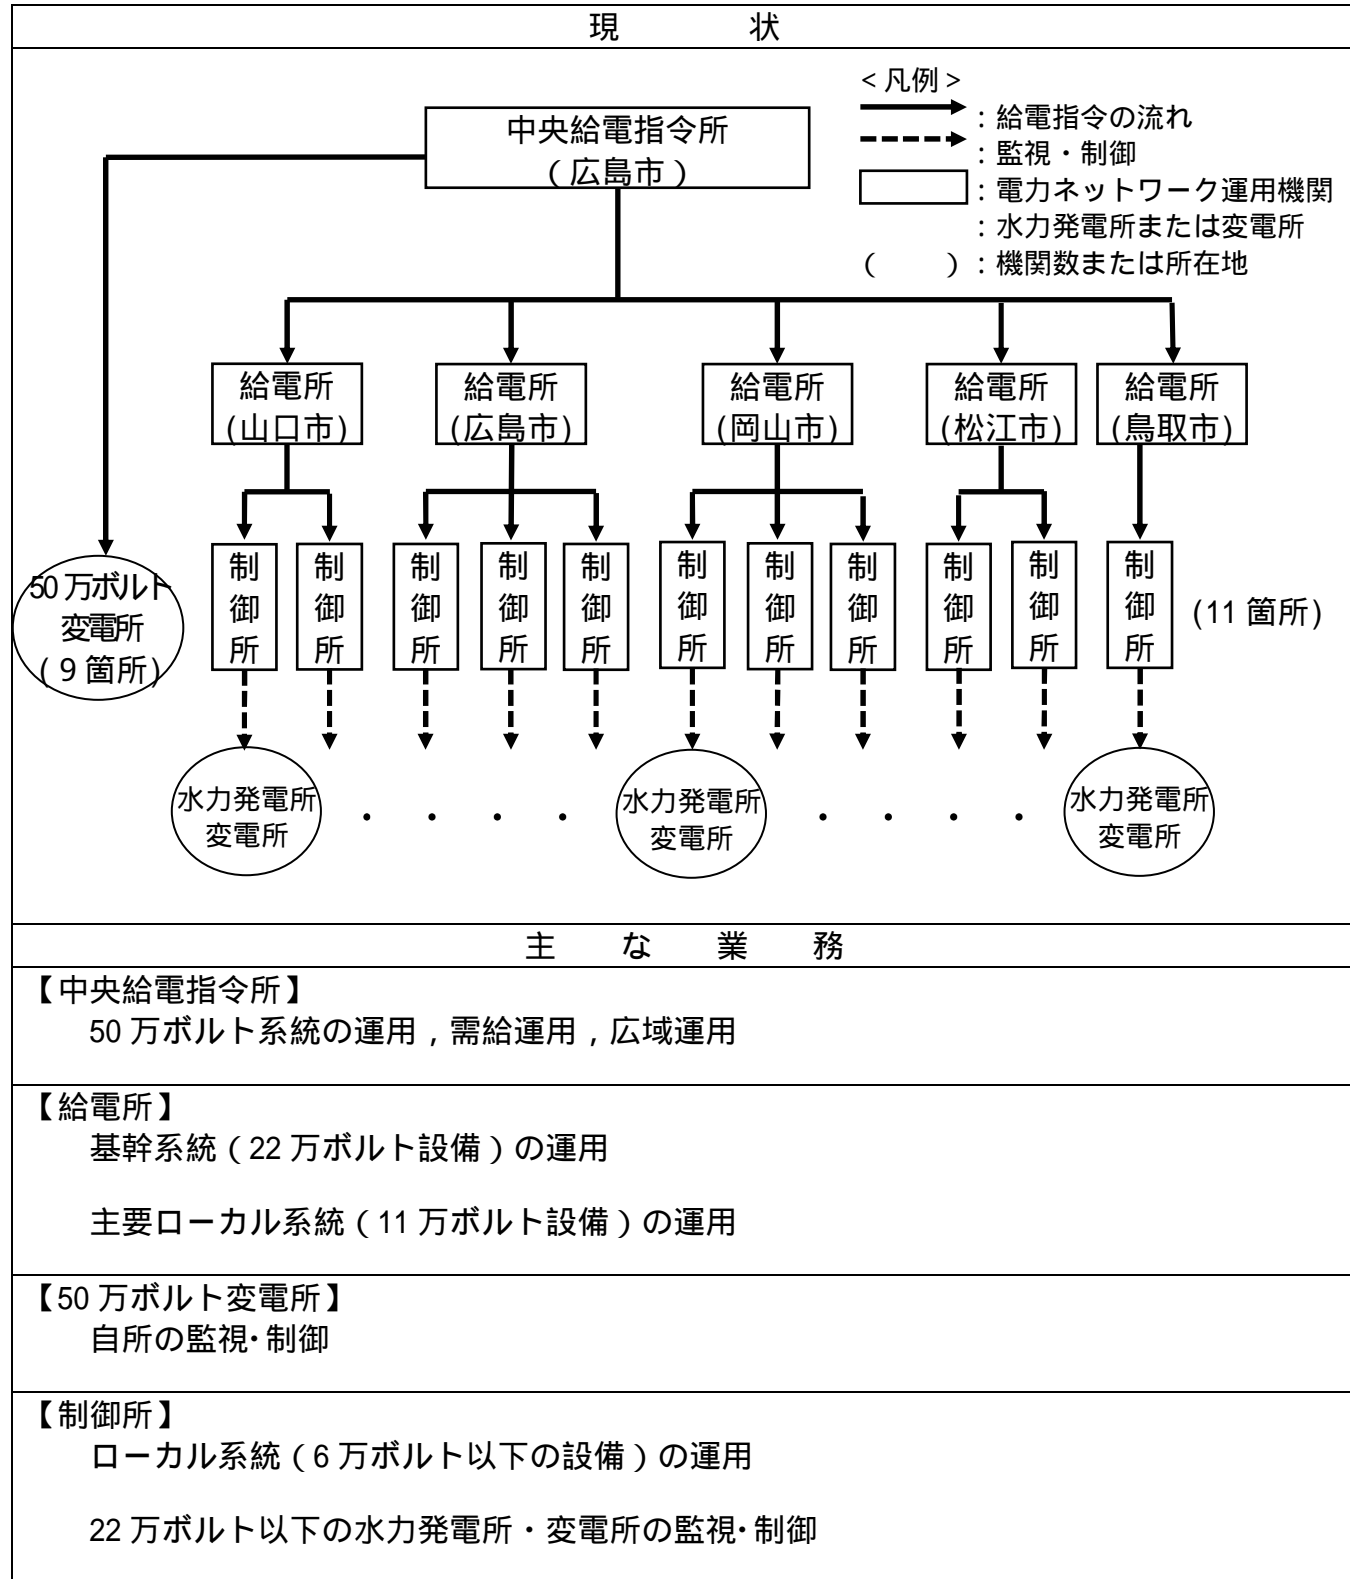 現 状
<凡例>
：給電指令の流れ
：監視・制御
：電力ネットワーク運用機関
：水力発電所または変電所
（ ）：機関数または所在地
中央給電指令所
（広島市）
給電所
(山口市)
給電所
(広島市)
給電所
(岡山市)
給電所
(松江市)
給電所
(鳥取市)
50万ボルト
変電所
(9箇所)
制御所
制御所
制御所
制御所
制御所
制御所
制御所
制御所
制御所
制御所
制御所
(11箇所)
水力発電所
変電所
・ ・ ・ ・
水力発電所
変電所
・ ・ ・ ・
水力発電所
変電所
主 な 業 務
【中央給電指令所】
50万ボルト系統の運用，需給運用，広域運用
【給電所】
基幹系統（22万ボルト設備）の運用
主要ローカル系統（11万ボルト設備）の運用
【50万ボルト変電所】
自所の監視・制御
【制御所】
ローカル系統（6万ボルト以下の設備）の運用
22万ボルト以下の水力発電所・変電所の監視・制御